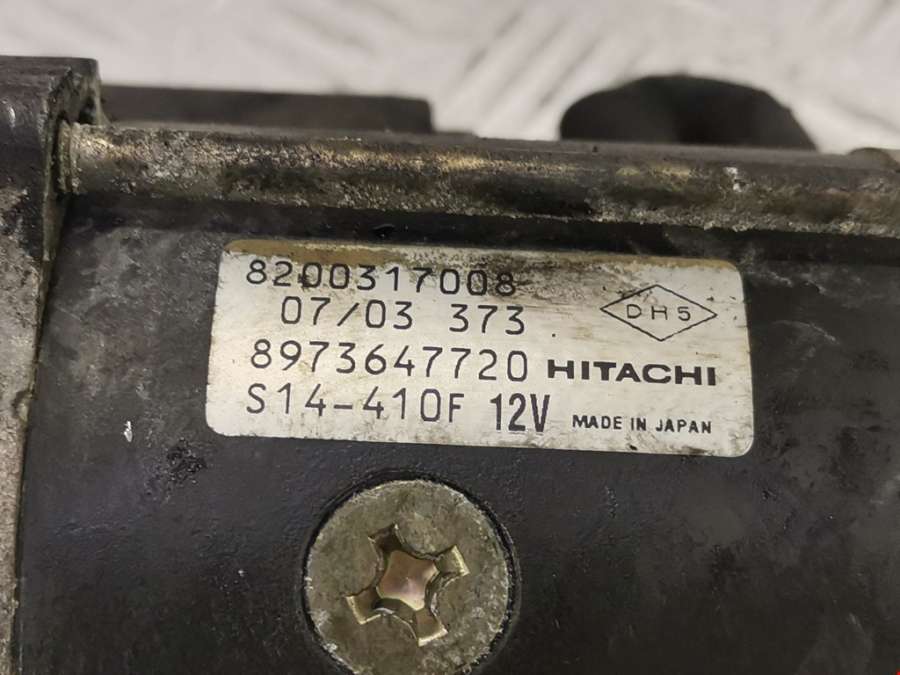 8200317008
07/03 373
DH5
8973647720 HITACHI
S14-410F 12V MADE IN JAPAN